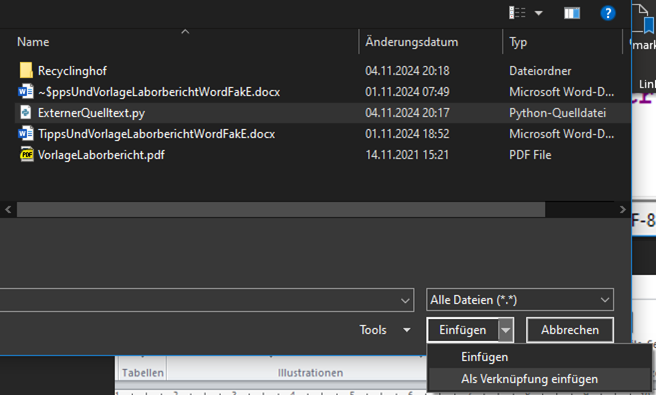 mark
Name Änderungsdatum Typ
Link
Recyclinghof 04.11.2024 20:18 Dateiordner
~$ppsUndVorlageLaborberichtWordFakE.docx 01.11.2024 07:49 Microsoft Word-D...
ExternerQuelltext.py 04.11.2024 20:17 Python-Quelldatei
TippsUndVorlageLaborberichtWordFakE.docx 01.11.2024 18:52 Microsoft Word-D...
VorlageLaborbericht.pdf 14.11.2021 15:21 PDF File
F-8
Alle Dateien (*.*)
Tools Einfügen Abbrechen
Einfügen
Tabellen Illustrationen Als Verknüpfung einfügen